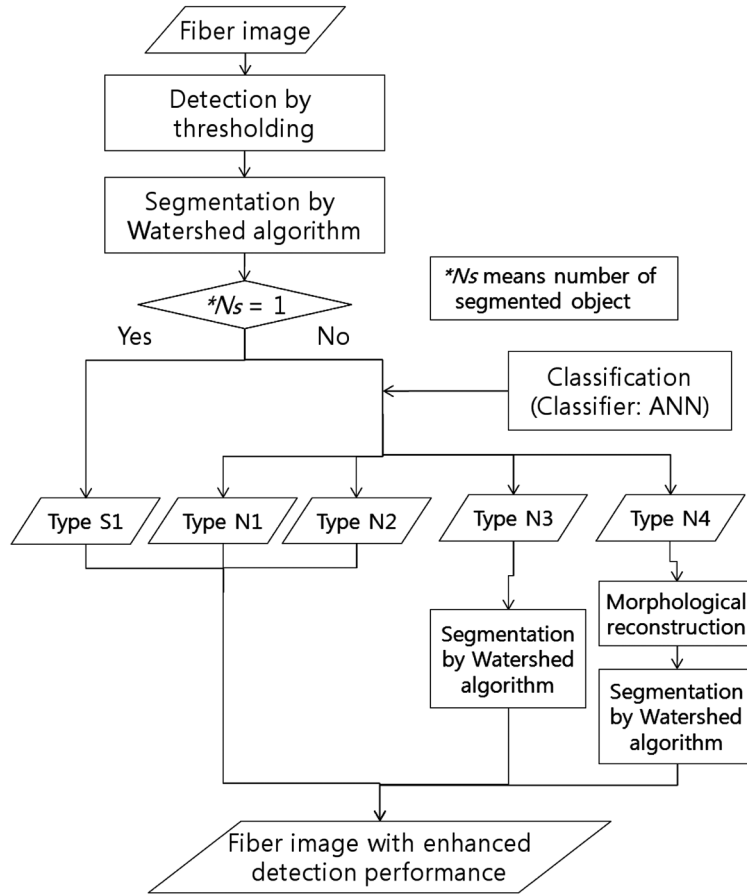 Fiber image
Detection by
thresholding
Segmentation by
Watershed algorithm
*Ns = 1
*Ns means number of
segmented object
Yes
No
Classification
(Classifier: ANN)
Type S1
Type N1
Type N2
Type N3
Type N4
Segmentation
by Watershed
algorithm
Morphological
reconstruction
Segmentation
by Watershed
algorithm
Fiber image with enhanced
detection performance